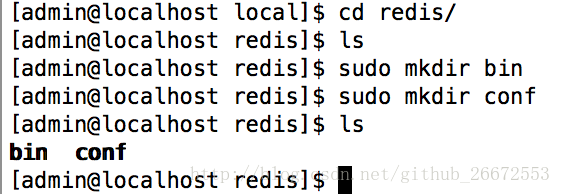 [admin@localhost local]$ cd redis/
[admin@localhost redis]$ ls
[admin@localhost redis]$ sudo mkdir bin
[admin@localhost redis]$ sudo mkdir conf
[admin@localhost redis]$ ls
bin  conf
[admin@localhost redis]$
http://blog.csdn.net/github_26672553